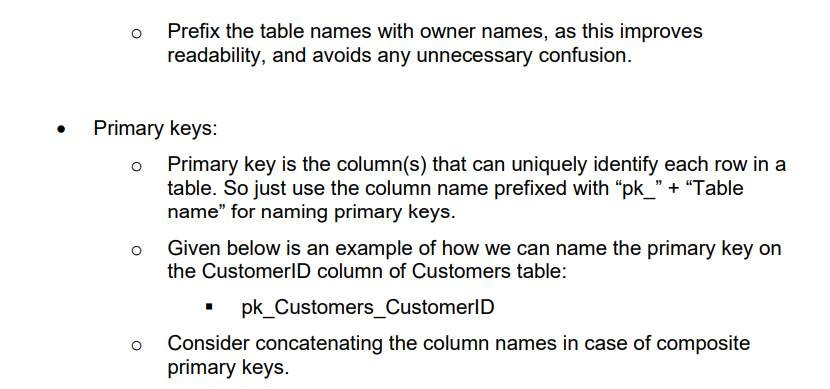 o Prefix the table names with owner names, as this improves
readability, and avoids any unnecessary confusion.
• Primary keys:
o Primary key is the column(s) that can uniquely identify each row in a
table. So just use the column name prefixed with “pk_” + “Table
name” for naming primary keys.
o Given below is an example of how we can name the primary key on
the CustomerID column of Customers table:
▪ pk_Customers_CustomerID
o Consider concatenating the column names in case of composite
primary keys.